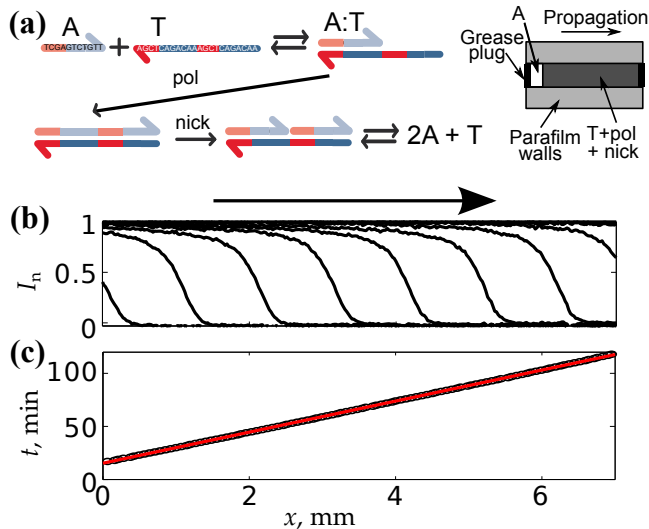 (a)
A
T
A:T
TCGAGTCTGTT
+
AGCTCAGACAAAGCTCAGACAA
pol
nick
2A + T
A
Propagation
Grease
plug
Parafilm
walls
T+pol
+ nick
(b)
1
0.5
0
Iₙ
(c)
100
50
0
t, min
0
2
4
6
x, mm